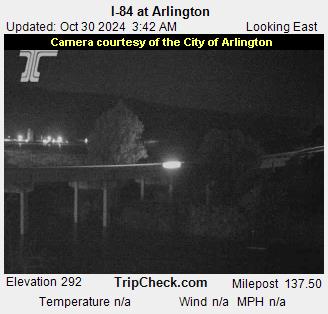 I-84 at Arlington
Updated: Oct 30 2024 3:42 AM Looking East
Camera courtesy of the City of Arlington
Elevation 292 TripCheck.com Milepost 137.50
Temperature n/a Wind n/a MPH n/a